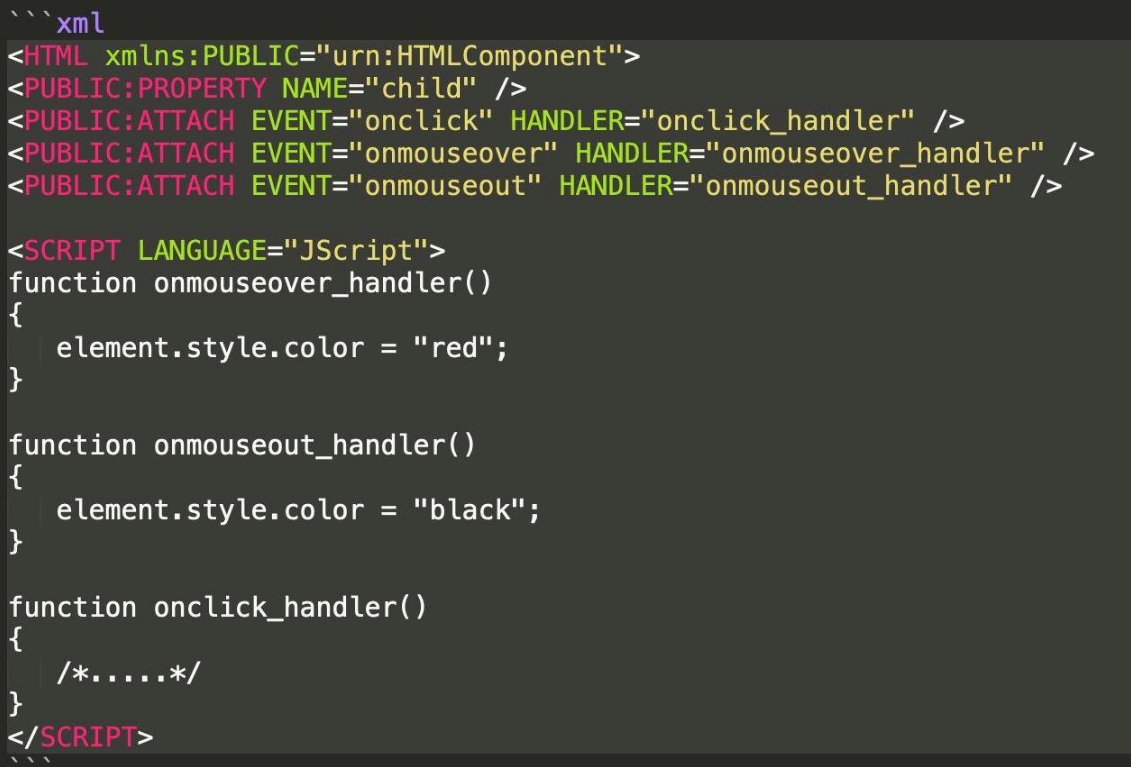 ```xml
<HTML xmlns:PUBLIC="urn:HTMLComponent">
<PUBLIC:PROPERTY NAME="child" />
<PUBLIC:ATTACH EVENT="onclick" HANDLER="onclick_handler" />
<PUBLIC:ATTACH EVENT="onmouseover" HANDLER="onmouseover_handler" />
<PUBLIC:ATTACH EVENT="onmouseout" HANDLER="onmouseout_handler" />

<SCRIPT LANGUAGE="JScript">
function onmouseover_handler()
{
   element.style.color = "red";
}

function onmouseout_handler()
{
   element.style.color = "black";
}

function onclick_handler()
{
   /*.....*/
}
</SCRIPT>
```